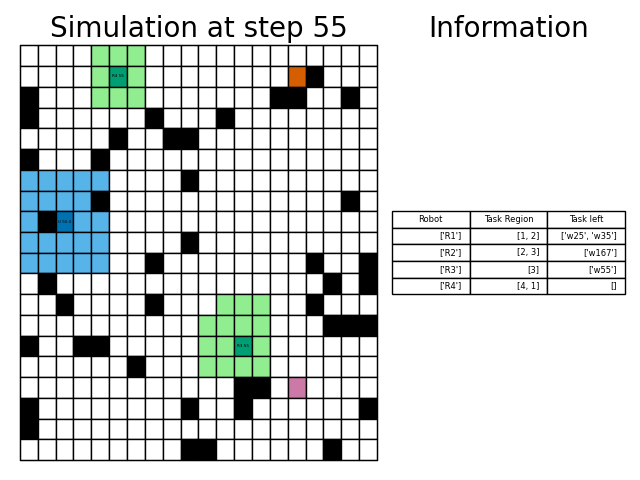 Simulation at step 55
Information
Robot Task Region Task left
['R1'] [1, 2] ['w25', 'w35']
['R2'] [2, 3] ['w167']
['R3'] [3] ['w55']
['R4'] [4, 1] []